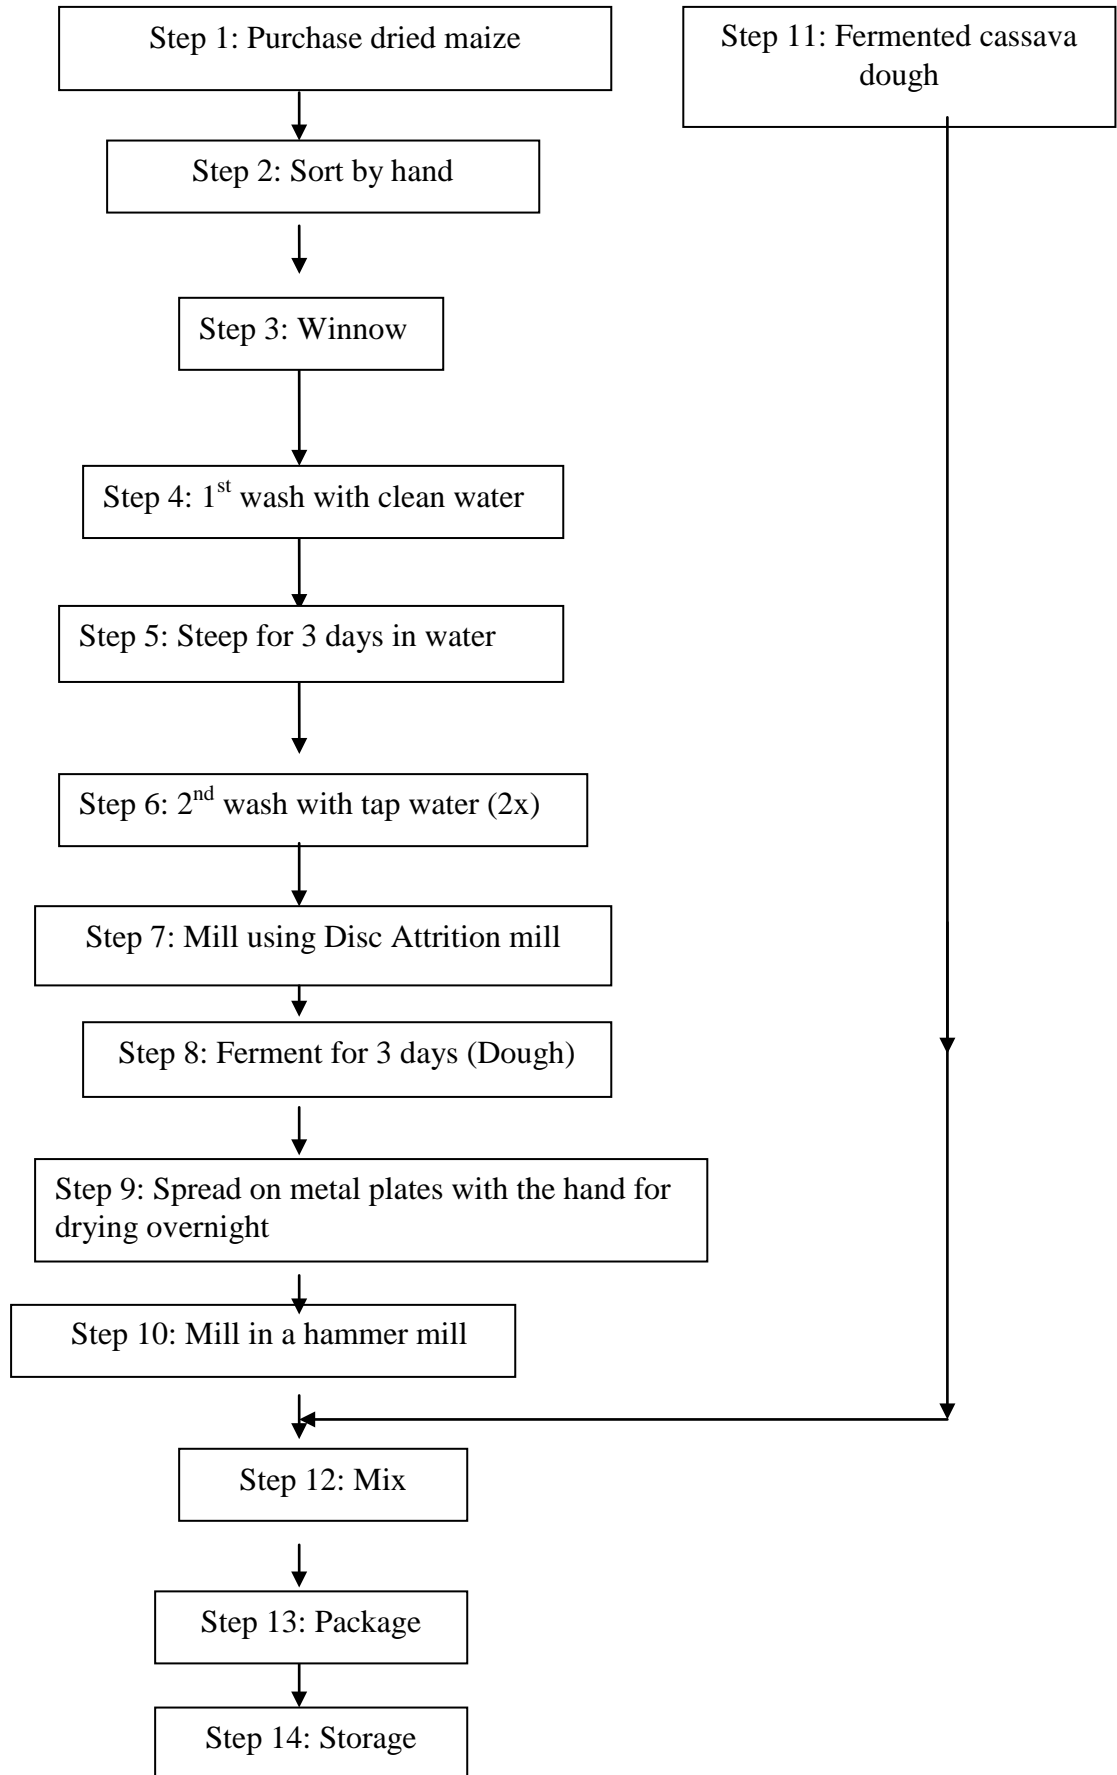 Step 1: Purchase dried maize
Step 11: Fermented cassava
dough
Step 2: Sort by hand
Step 3: Winnow
Step 4: 1st wash with clean water
Step 5: Steep for 3 days in water
Step 6: 2nd wash with tap water (2x)
Step 7: Mill using Disc Attrition mill
Step 8: Ferment for 3 days (Dough)
Step 9: Spread on metal plates with the hand for
drying overnight
Step 10: Mill in a hammer mill
Step 12: Mix
Step 13: Package
Step 14: Storage